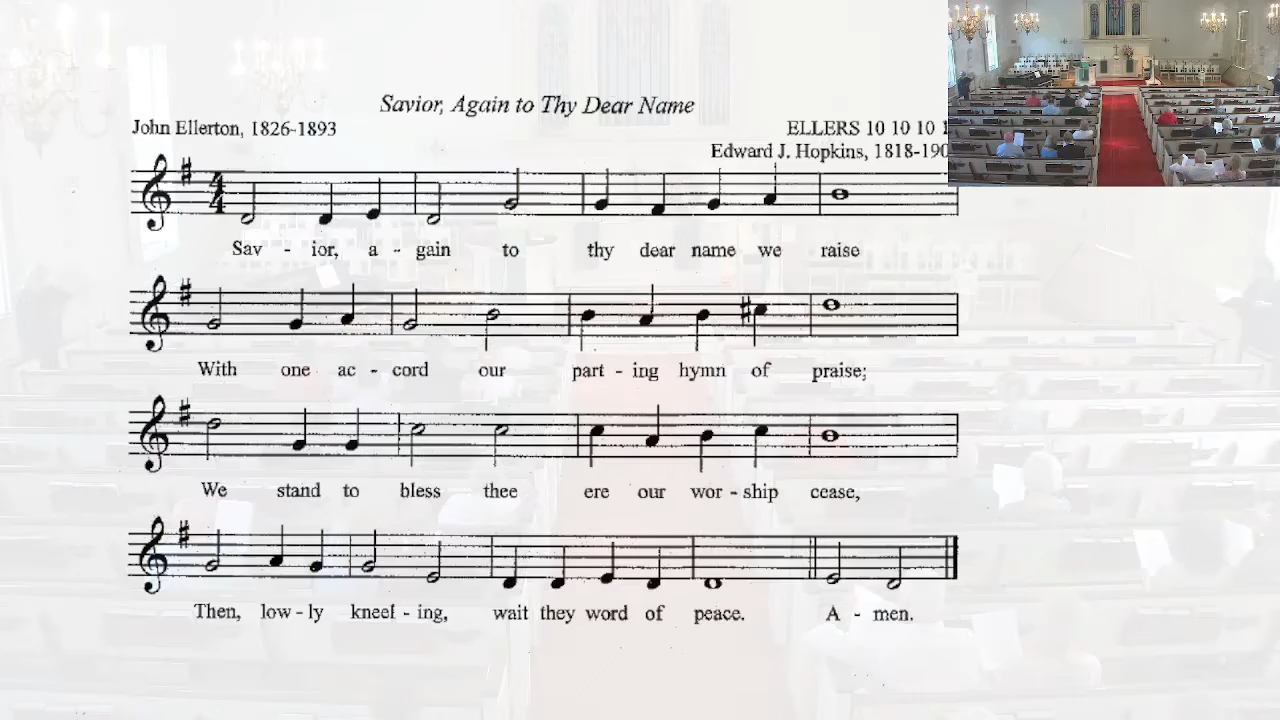 Savior, Again to Thy Dear Name
John Ellerton, 1826-1893
ELLERS 10 10 10
Edward J. Hopkins, 1818-190
4
4
Sav - ior, a - gain to thy dear name we raise
With one ac - cord our part - ing hymn of praise;
We stand to bless thee ere our wor - ship cease,
Then, low - ly kneel - ing, wait they word of peace. A - men.